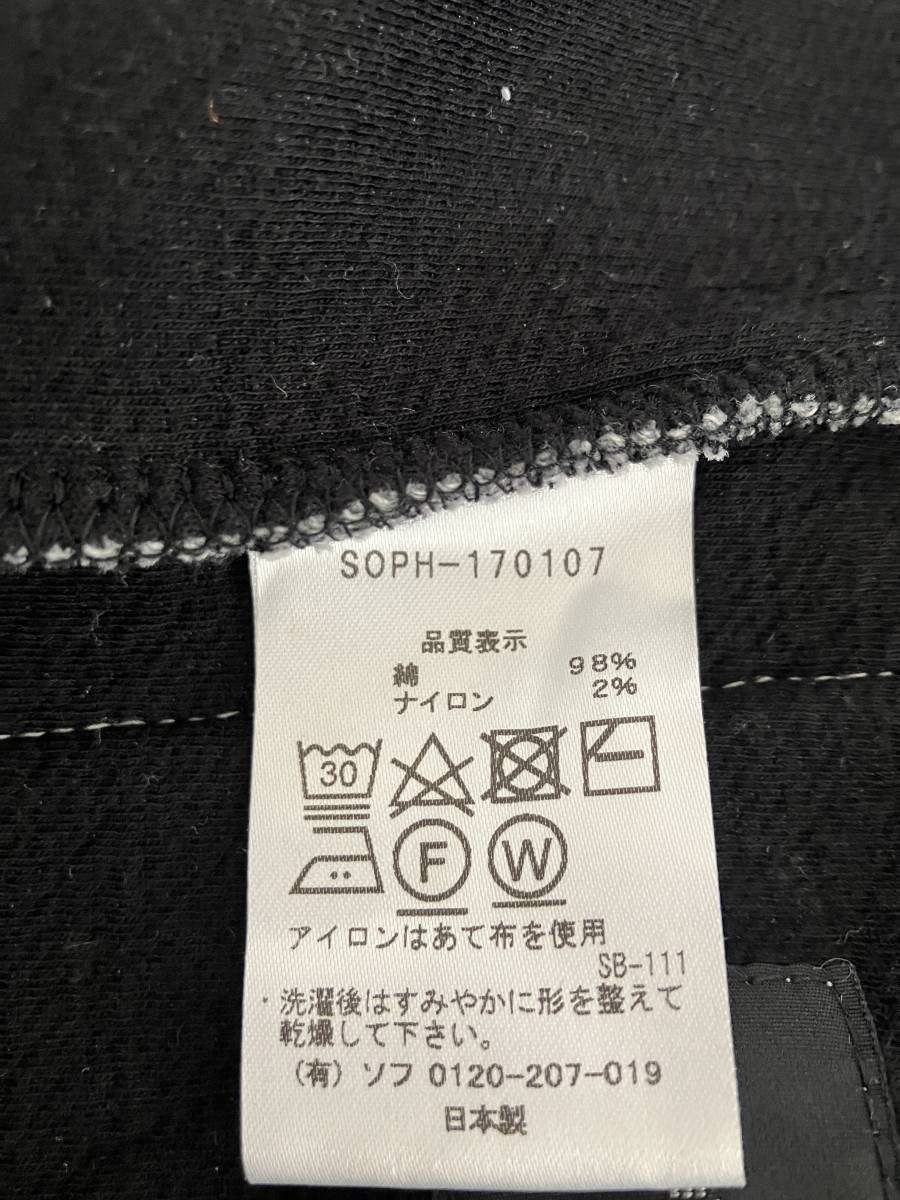 SOPH-170107
品質表示
綿 98%
ナイロン 2%
30
F W
アイロンはあて布を使用
SB-111
・洗濯後はすみやかに形を整えて
乾燥して下さい。
(有) ソフ 0120-207-019
日本製